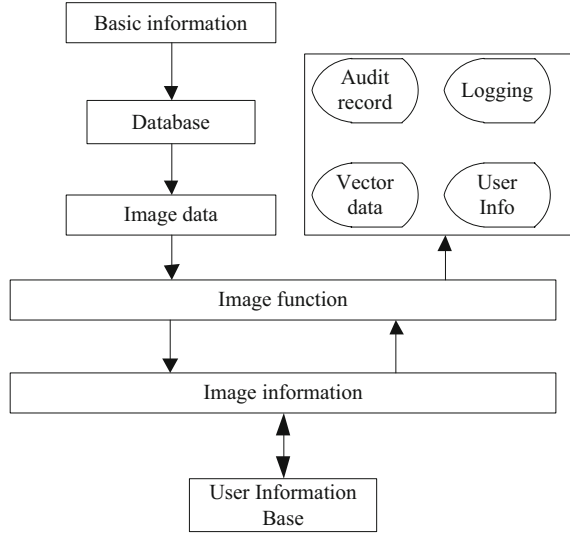 Basic information
Audit
record
Logging
Database
Vector
data
User
Info
Image data
Image function
Image information
User Information
Base